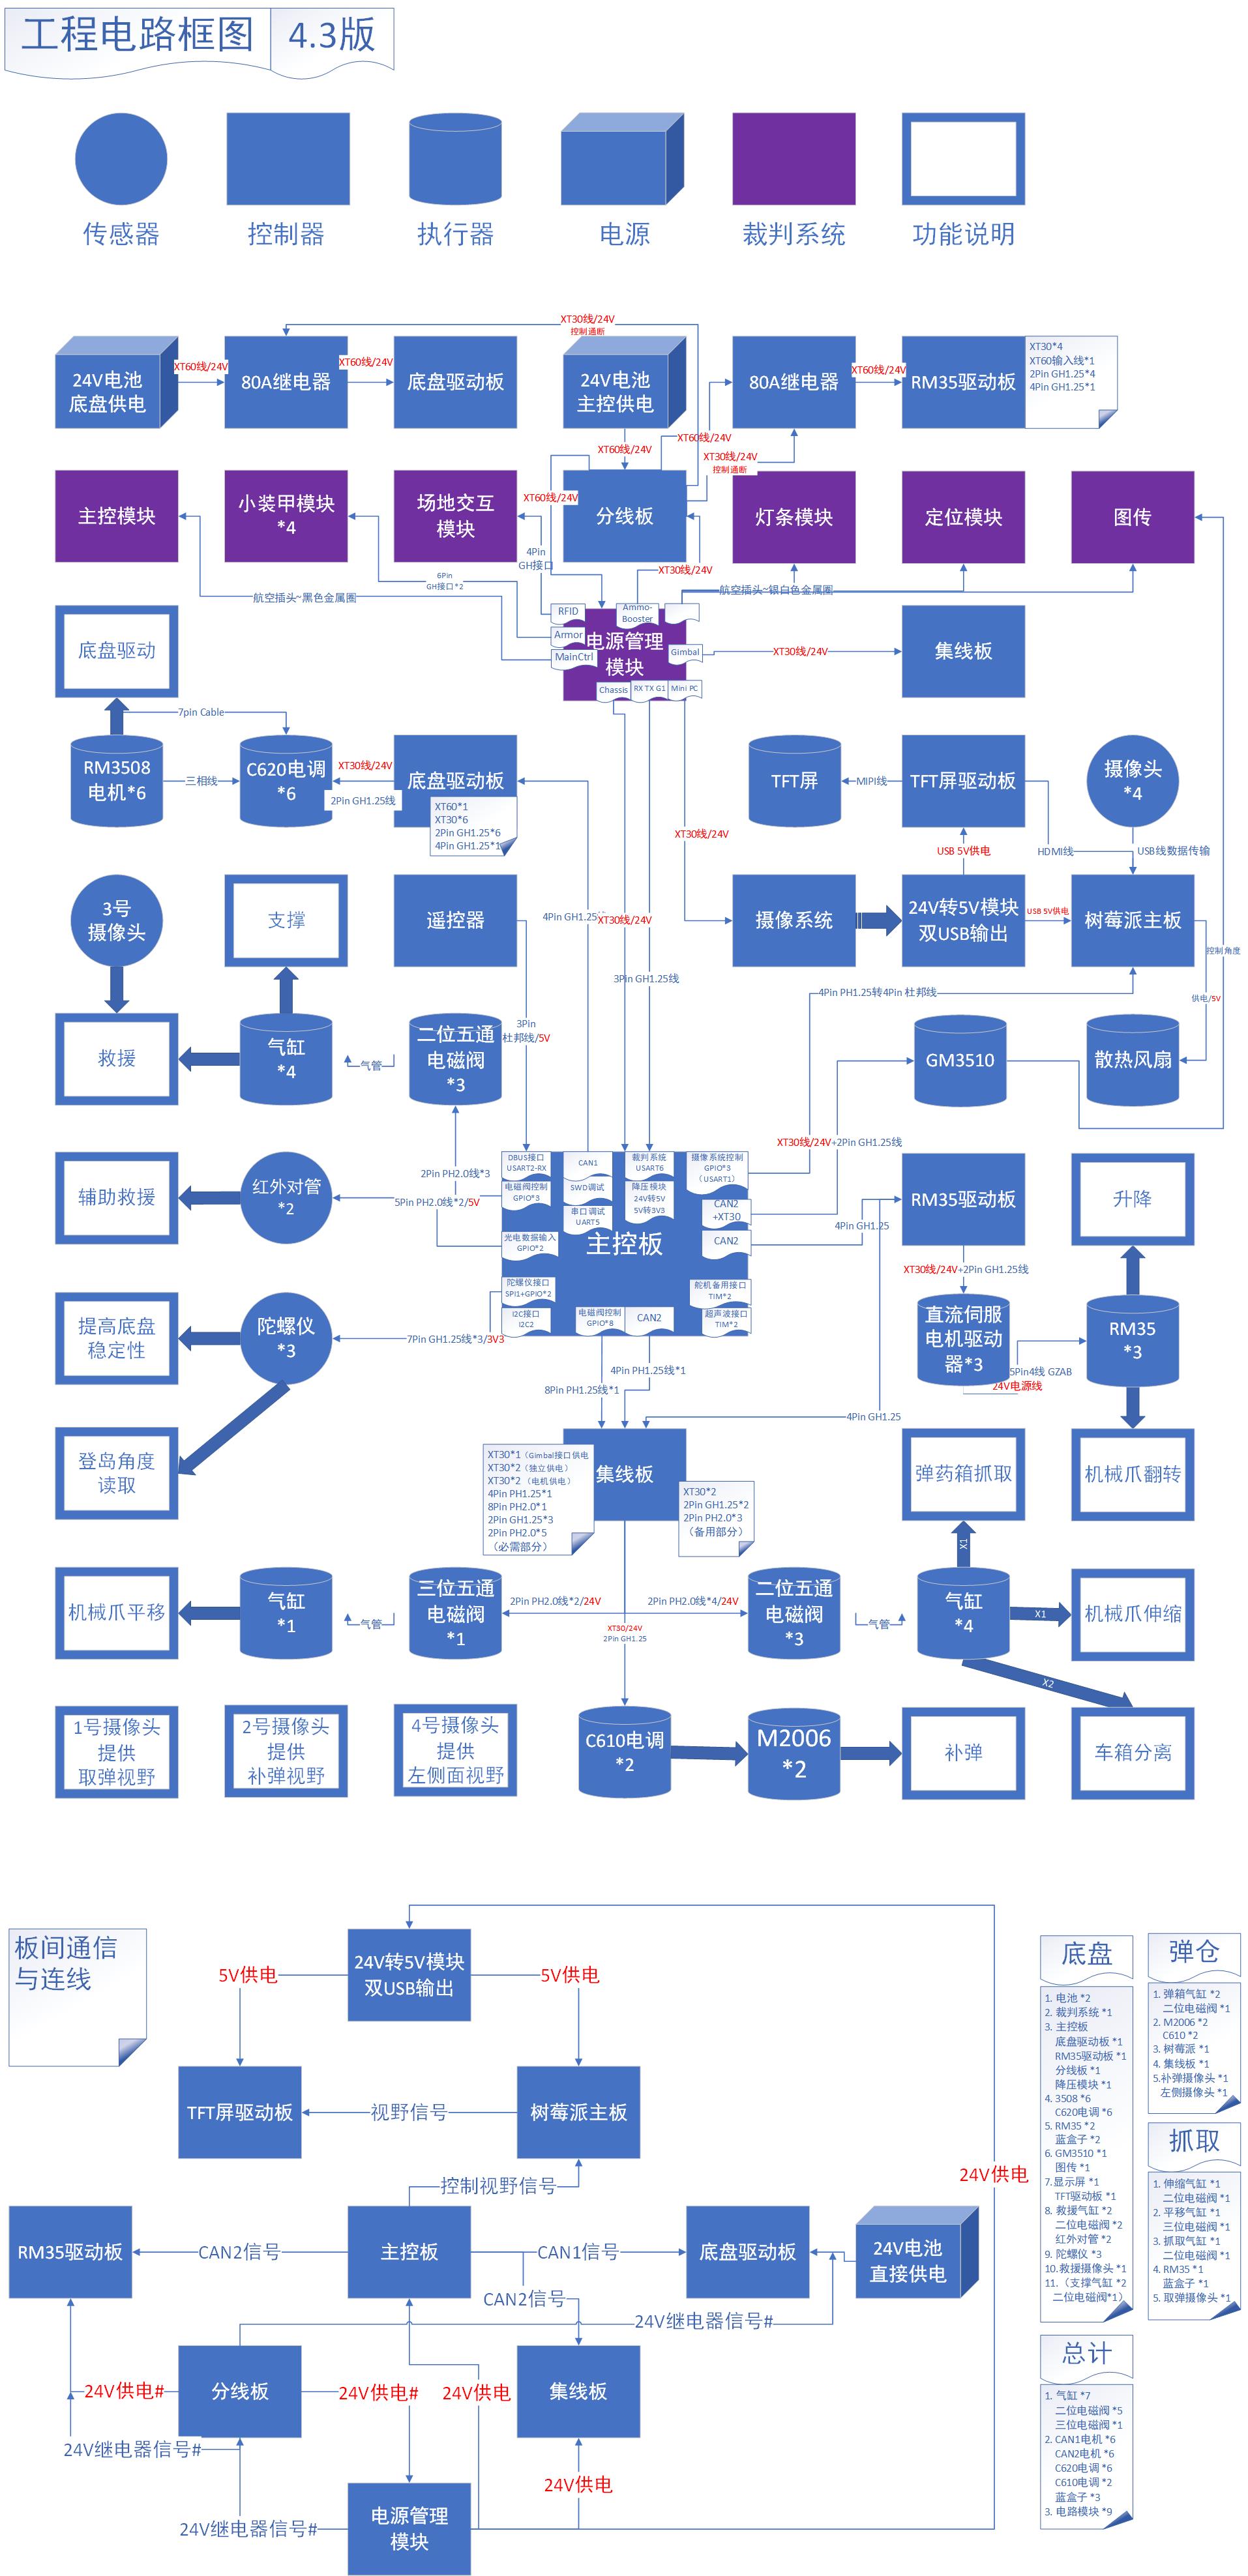 工程电路框图
4.3版
传感器
控制器
执行器
电源
裁判系统
功能说明
XT30线/24V
控制通断
24V电池
底盘供电
XT60线/24V
80A继电器
XT60线/24V
底盘驱动板
24V电池
主控供电
80A继电器
XT60线/24V
RM35驱动板
XT30*4
XT60输入线*1
2Pin GH1.25*4
4Pin GH1.25*1
XT60线/24V
XT60线/24V
XT30线/24V
控制通断
主控模块
小装甲模块
*4
场地交互
模块
XT60线/24V
分线板
灯条模块
定位模块
图传
4Pin
GH接口
6Pin
GH接口*2
XT30线/24V
航空插头~黑色金属圈
航空插头~银白色金属圈
RFID
Ammo-
Booster
Armor
MainCtrl
电源管理
模块
Gimbal
Chassis
RX TX G1
Mini PC
XT30线/24V
集线板
底盘驱动
7pin Cable
RM3508
电机*6
三相线
C620电调
*6
XT30线/24V
2Pin GH1.25线
底盘驱动板
XT60*1
XT30*6
2Pin GH1.25*6
4Pin GH1.25*1
XT30线/24V
TFT屏
MIPI线
TFT屏驱动板
摄像头
*4
USB 5V供电
HDMI线
USB线数据传输
3号
摄像头
支撑
遥控器
4Pin GH1.25线
XT30线/24V
摄像系统
24V转5V模块
双USB输出
USB 5V供电
树莓派主板
控制角度
3Pin GH1.25线
4Pin PH1.25转4Pin 杜邦线
供电/5V
救援
气缸
*4
气管
二位五通
电磁阀
*3
3Pin
杜邦线/5V
GM3510
散热风扇
XT30线/24V+2Pin GH1.25线
辅助救援
红外对管
*2
2Pin PH2.0线*3
5Pin PH2.0线*2/5V
DBUS接口
USART2-RX
CAN1
裁判系统
USART6
摄像系统控制
GPIO*3
（USART1）
电磁阀控制
GPIO*3
SWD调试
降压模块
24V转5V
5V转3V3
CAN2
+XT30
串口调试
UART5
光电数据输入
GPIO*2
主控板
CAN2
陀螺仪接口
SPI1+GPIO*2
舵机备用接口
TIM*2
I2C接口
I2C2
电磁阀控制
GPIO*8
CAN2
超声波接口
TIM*2
RM35驱动板
4Pin GH1.25
升降
XT30线/24V+2Pin GH1.25线
提高底盘
稳定性
陀螺仪
*3
7Pin GH1.25线*3/3V3
直流伺服
电机驱动
器*3
5Pin4线 GZAB
24V电源线
RM35
*3
4Pin PH1.25线*1
8Pin PH1.25线*1
4Pin GH1.25
登岛角度
读取
XT30*1（Gimbal接口供电
XT30*2（独立供电）
XT30*2（电机供电）
4Pin PH1.25*1
8Pin PH2.0*1
2Pin GH1.25*3
2Pin PH2.0*5
（必需部分）
集线板
XT30*2
2Pin GH1.25*2
2Pin PH2.0*3
（备用部分）
弹药箱抓取
机械爪翻转
X1
机械爪平移
气缸
*1
气管
三位五通
电磁阀
*1
2Pin PH2.0线*2/24V
2Pin PH2.0线*4/24V
XT30/24V
2Pin GH1.25
二位五通
电磁阀
*3
气管
气缸
*4
X1
机械爪伸缩
X2
1号摄像头
提供
取弹视野
2号摄像头
提供
补弹视野
4号摄像头
提供
左侧面视野
C610电调
*2
M2006
*2
补弹
车箱分离
板间通信
与连线
24V转5V模块
双USB输出
5V供电
5V供电
TFT屏驱动板
视野信号
树莓派主板
控制视野信号
24V供电
RM35驱动板
CAN2信号
主控板
CAN1信号
底盘驱动板
24V电池
直接供电
CAN2信号
24V继电器信号#
24V供电#
分线板
24V供电#
24V供电
集线板
24V继电器信号#
24V供电
24V继电器信号#
电源管理
模块
底盘
1. 电池 *2
2. 裁判系统 *1
3. 主控板
底盘驱动板 *1
RM35驱动板 *1
分线板 *1
降压模块 *1
4. 3508 *6
C620电调 *6
5. RM35 *2
蓝盒子 *2
6. GM3510 *1
图传 *1
7.显示屏 *1
TFT驱动板 *1
8. 救援气缸 *2
二位电磁阀 *2
红外对管 *2
9. 陀螺仪 *3
10.救援摄像头 *1
11.（支撑气缸 *2
二位电磁阀*1）
弹仓
1. 弹箱气缸 *2
二位电磁阀 *1
2. M2006 *2
C610 *2
3. 树莓派 *1
4. 集线板 *1
5.补弹摄像头 *1
左侧摄像头 *1
抓取
1. 伸缩气缸 *1
二位电磁阀 *1
2. 平移气缸 *1
三位电磁阀 *1
3. 抓取气缸 *1
二位电磁阀 *1
4. RM35 *1
蓝盒子 *1
5. 取弹摄像头 *1
总计
1. 气缸 *7
二位电磁阀 *5
三位电磁阀 *1
2. CAN1电机 *6
CAN2电机 *6
C620电调 *6
C610电调 *2
蓝盒子 *3
3. 电路模块 *9